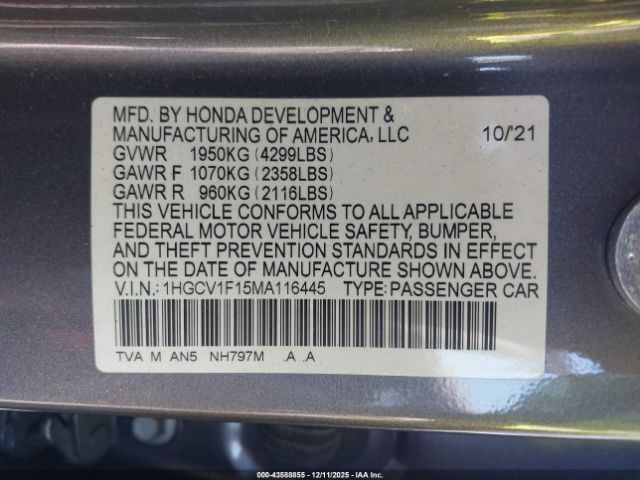 MFD. BY HONDA DEVELOPMENT &
MANUFACTURING OF AMERICA, LLC 10/'21
GVWR 1950KG (4299LBS)
GAWR F 1070KG (2358LBS)
GAWR R 960KG (2116LBS)
THIS VEHICLE CONFORMS TO ALL APPLICABLE
FEDERAL MOTOR VEHICLE SAFETY, BUMPER,
AND THEFT PREVENTION STANDARDS IN EFFECT
ON THE DATE OF MANUFACTURE SHOWN ABOVE.
V.I.N.: 1HGCV1F15MA116445 TYPE: PASSENGER CAR
TVA M AN5 NH797M .A .A
000-43588855 - 12/11/2025 - IAA Inc.